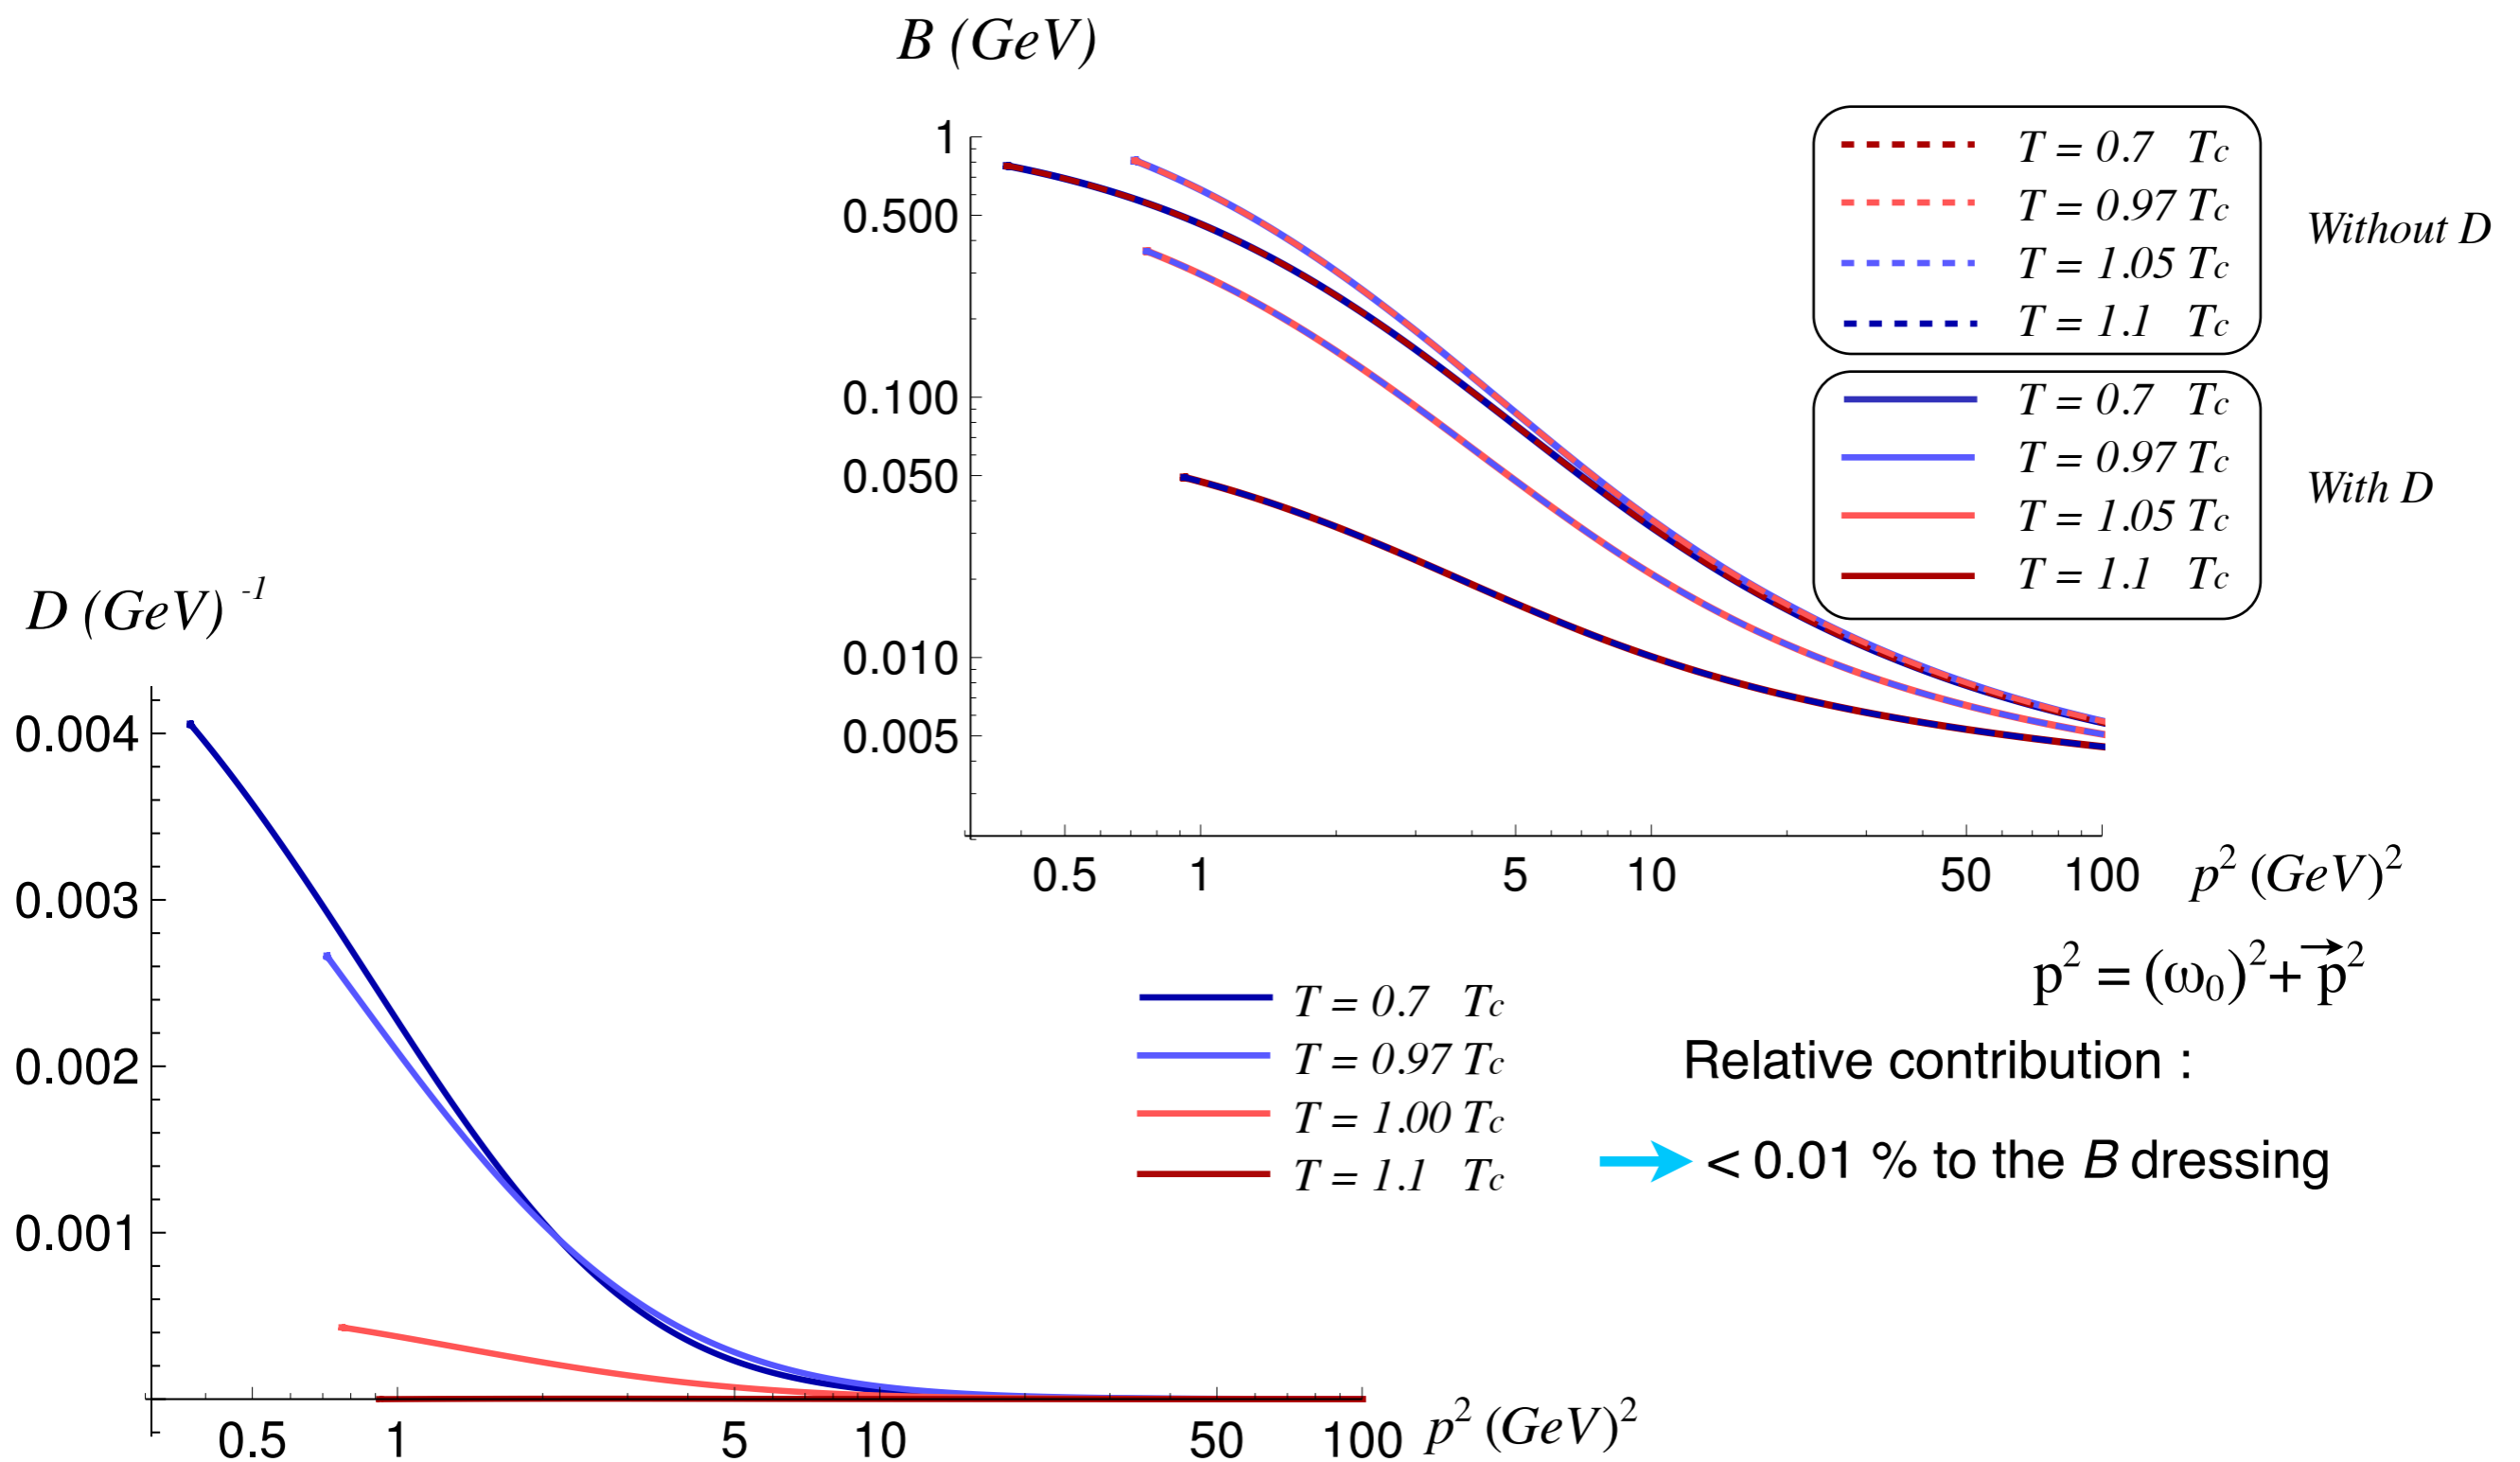 B (GeV)
1
0.500
0.100
0.050
0.010
0.005
0.5 1 5 10 50 100
p² (GeV)²
T = 0.7 Tc
T = 0.97 Tc
T = 1.05 Tc
T = 1.1 Tc
Without D
T = 0.7 Tc
T = 0.97 Tc
T = 1.05 Tc
T = 1.1 Tc
With D
D (GeV) ⁻¹
0.004
0.003
0.002
0.001
0.5 1 5 10 50 100
p² (GeV)²
T = 0.7 Tc
T = 0.97 Tc
T = 1.00 Tc
T = 1.1 Tc
p² = (ω₀)²+ p⃗²
Relative contribution :
< 0.01 % to the B dressing